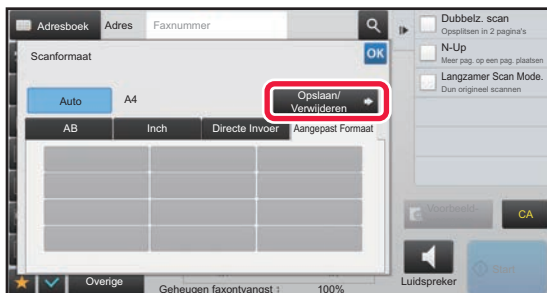 Adresboek
Adres
Faxnummer
Scanformaat
OK
Auto
A4
Opslaan/
Verwijderen
AB
Inch
Directe Invoer
Aangepast Formaat
Dubbelz. scan
Opsplitsen in 2 pagina's
N-Up
Meer pag. op een pag. plaatsen
Langzamer Scan Mode.
Dun origineel scannen
Voorbeeld
CA
Start
Luidspreker
Overige
Geheugen faxontvangst :
100%